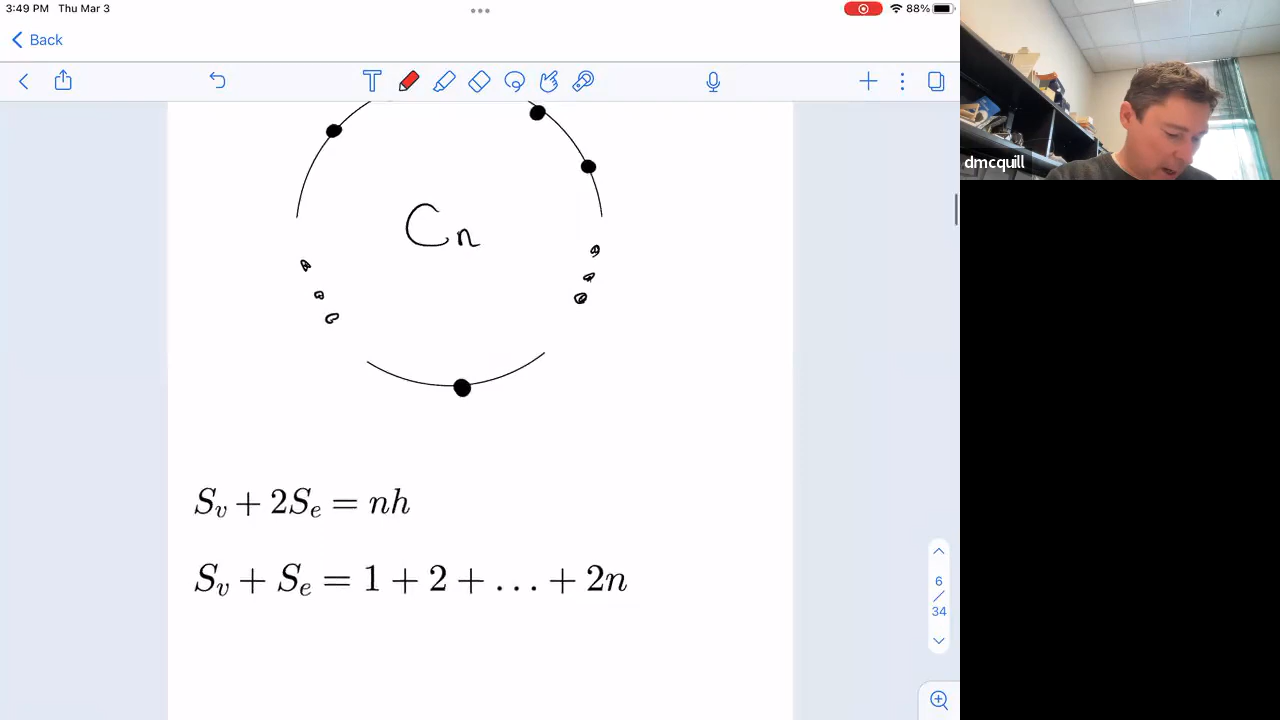 3:49 PM Thu Mar 3
88%
Back
T
dmcquill
Cn
S_v + 2S_e = nh
S_v + S_e = 1 + 2 + ... + 2n
6
/
34